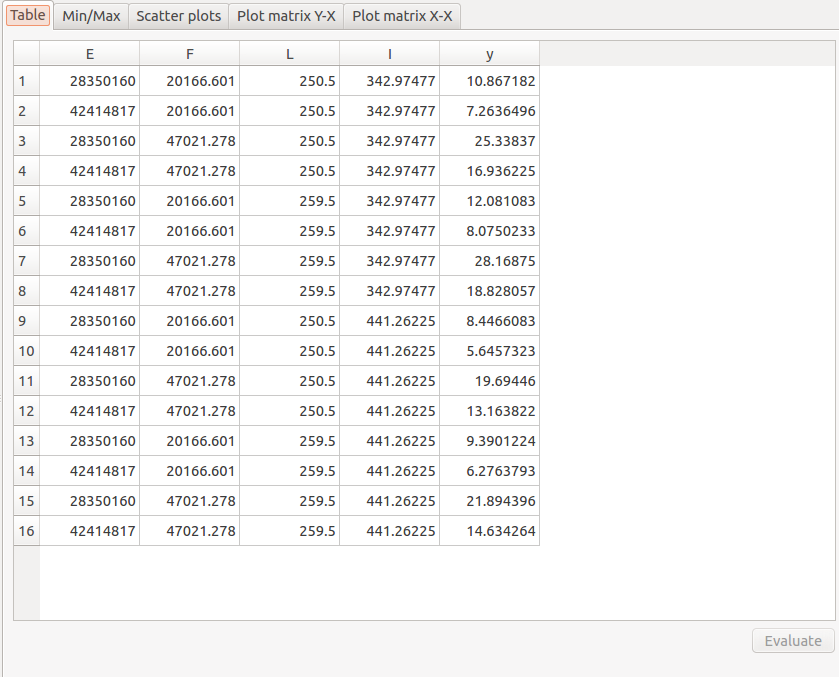 Table Min/Max Scatter plots Plot matrix Y-X Plot matrix X-X
E F L I y
1 28350160 20166.601 250.5 342.97477 10.867182
2 42414817 20166.601 250.5 342.97477 7.2636496
3 28350160 47021.278 250.5 342.97477 25.33837
4 42414817 47021.278 250.5 342.97477 16.936225
5 28350160 20166.601 259.5 342.97477 12.081083
6 42414817 20166.601 259.5 342.97477 8.0750233
7 28350160 47021.278 259.5 342.97477 28.16875
8 42414817 47021.278 259.5 342.97477 18.828057
9 28350160 20166.601 250.5 441.26225 8.4466083
10 42414817 20166.601 250.5 441.26225 5.6457323
11 28350160 47021.278 250.5 441.26225 19.69446
12 42414817 47021.278 250.5 441.26225 13.163822
13 28350160 20166.601 259.5 441.26225 9.3901224
14 42414817 20166.601 259.5 441.26225 6.2763793
15 28350160 47021.278 259.5 441.26225 21.894396
16 42414817 47021.278 259.5 441.26225 14.634264
Evaluate